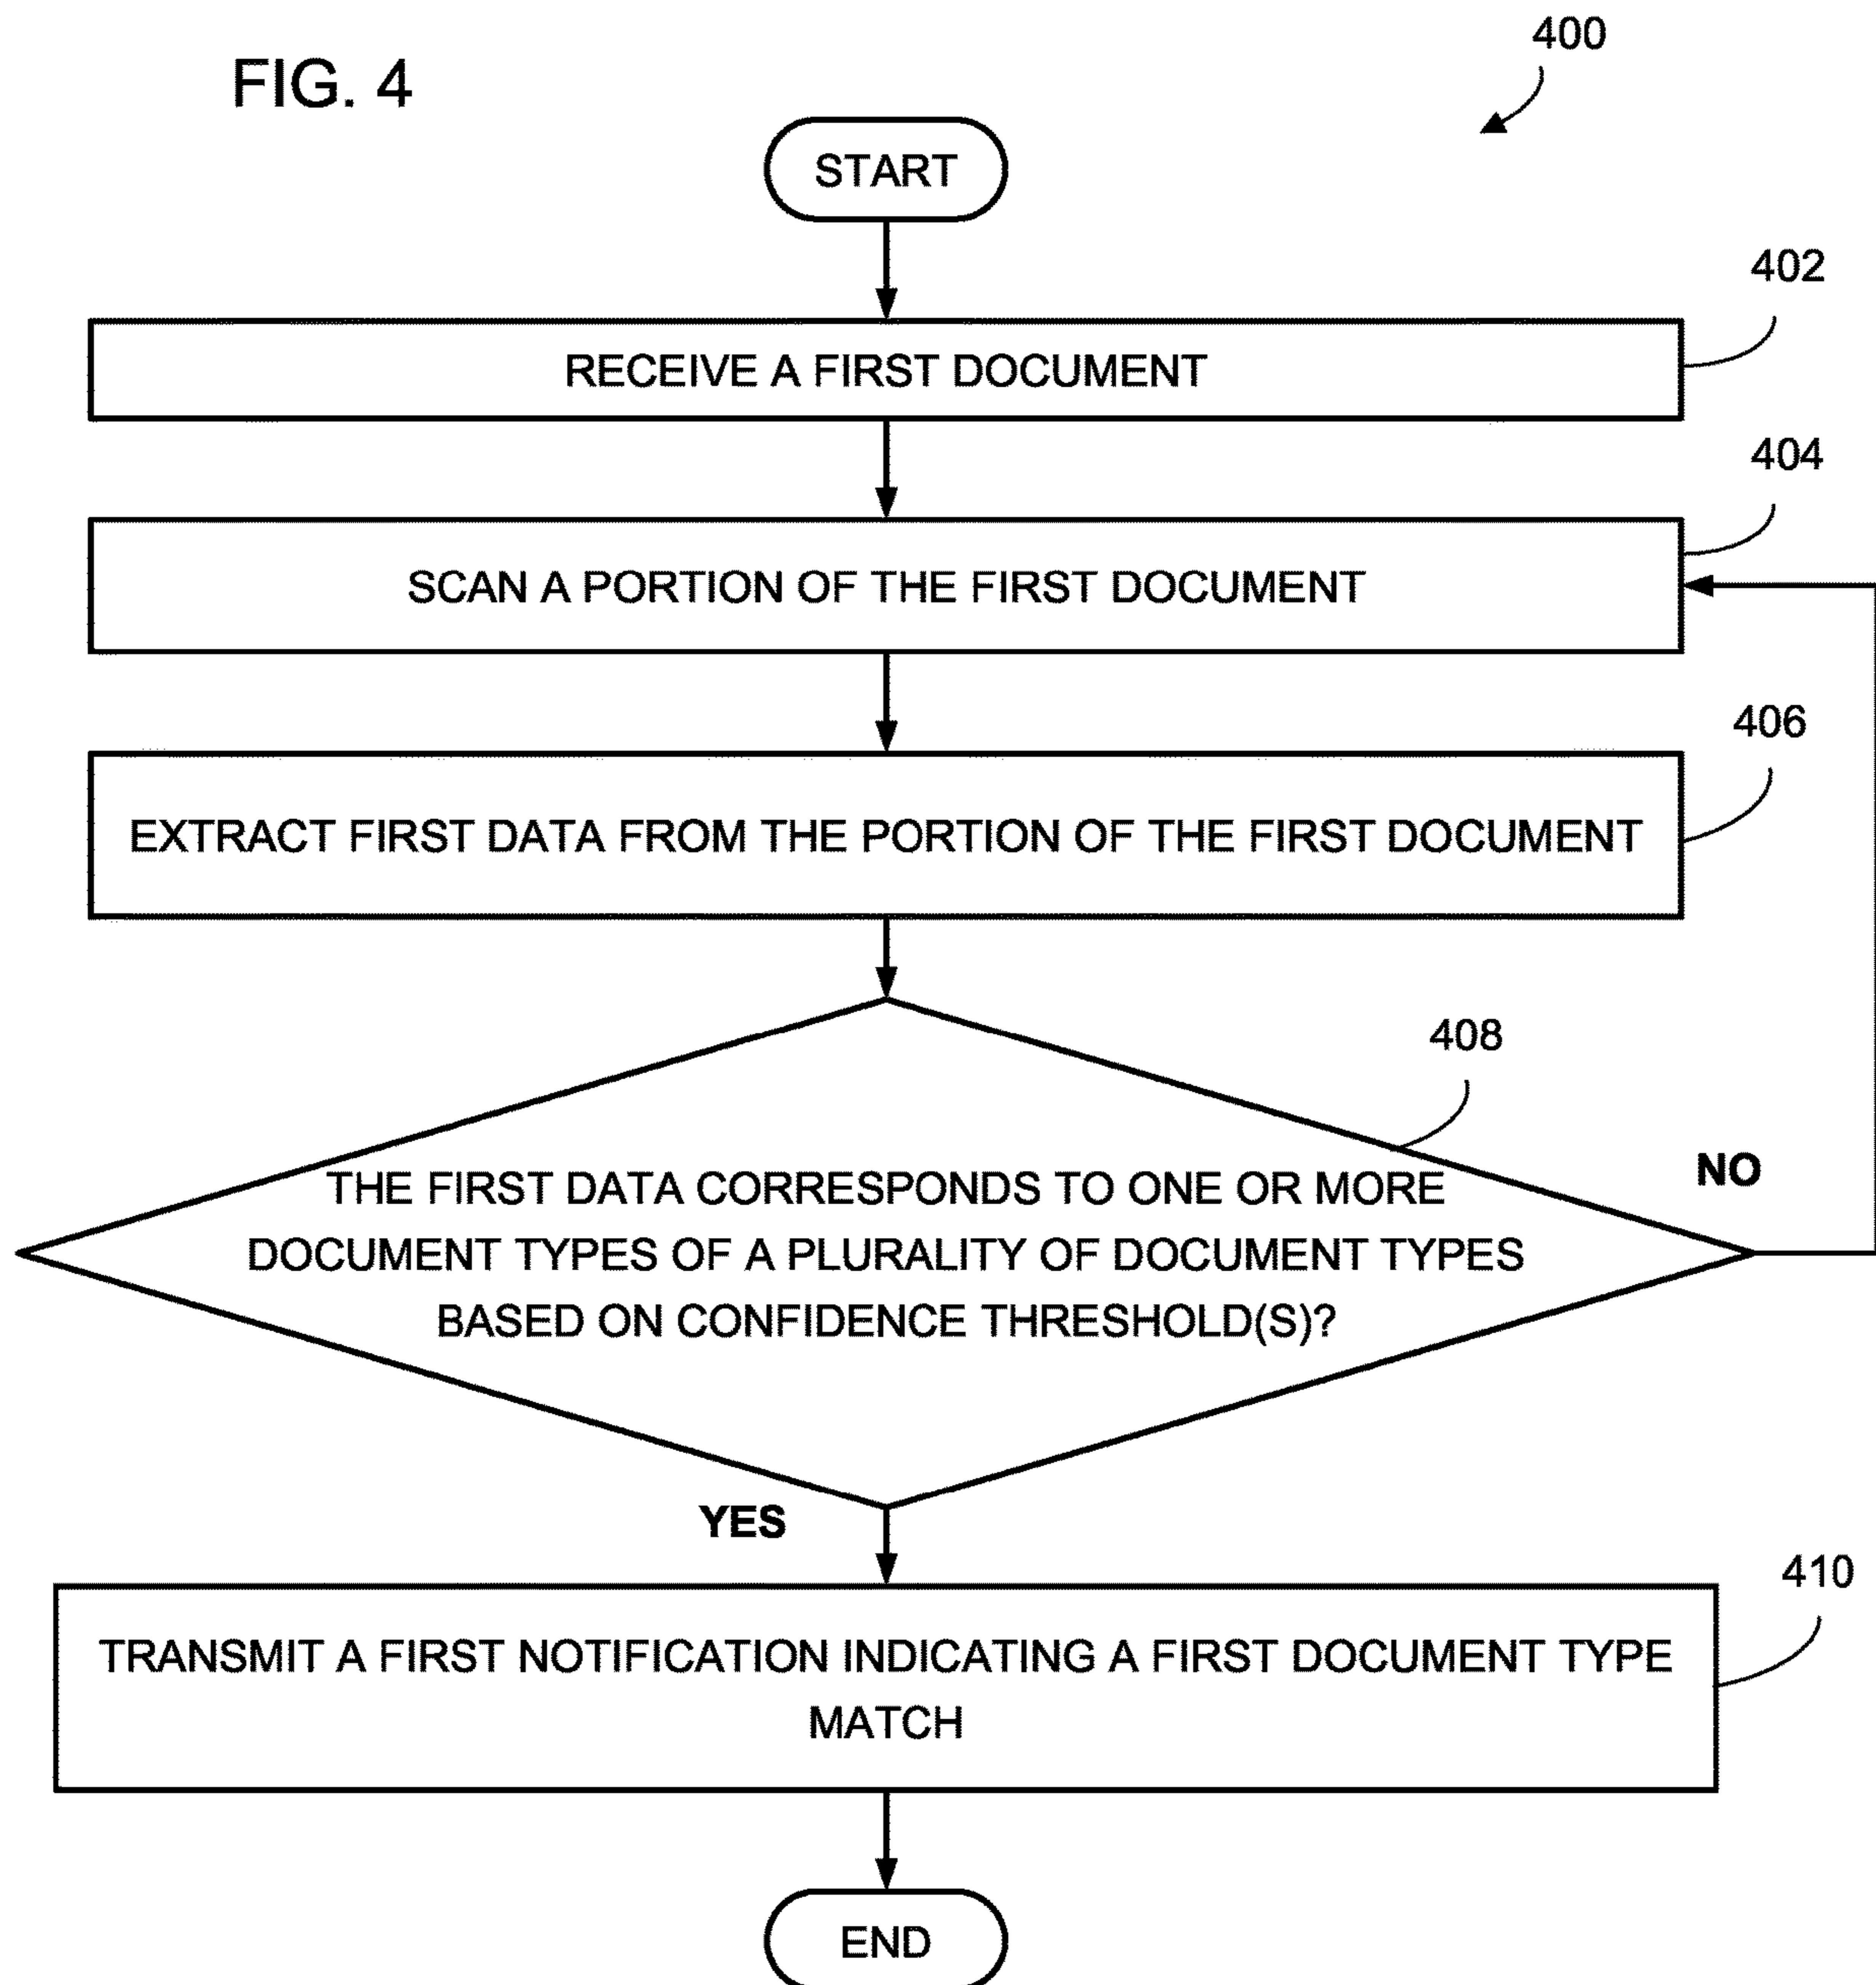 FIG. 4
400
START
402
RECEIVE A FIRST DOCUMENT
404
SCAN A PORTION OF THE FIRST DOCUMENT
406
EXTRACT FIRST DATA FROM THE PORTION OF THE FIRST DOCUMENT
408
THE FIRST DATA CORRESPONDS TO ONE OR MORE
DOCUMENT TYPES OF A PLURALITY OF DOCUMENT TYPES
BASED ON CONFIDENCE THRESHOLD(S)?
NO
YES
410
TRANSMIT A FIRST NOTIFICATION INDICATING A FIRST DOCUMENT TYPE
MATCH
END